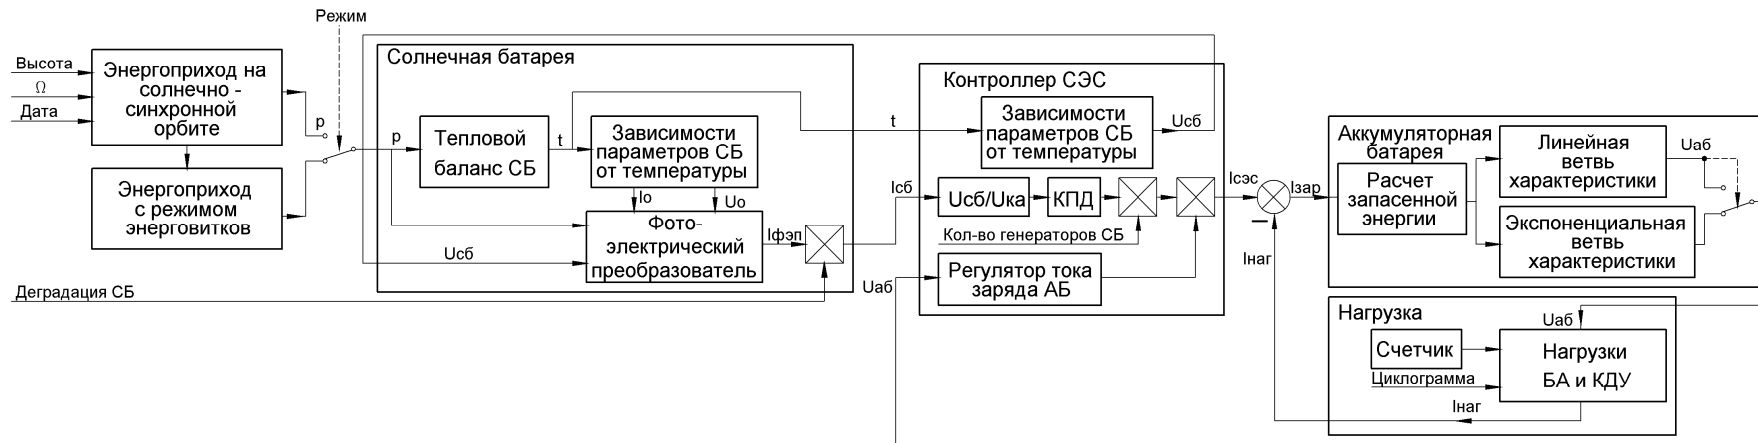 Режим
Высота
Ω
Дата
Энергоприход на
солнечно -
синхронной
орбите
p
Энергоприход
с режимом
энерговитков
Солнечная батарея
p
Тепловой
баланс СБ
t
Зависимости
параметров СБ
от температуры
Io
Uo
Фото-
электрический
преобразователь
Uсб
Iфэп
Деградация СБ
Контроллер СЭС
t
Зависимости
параметров СБ
от температуры
Uсб
Iсб
Uсб/Uка
КПД
Кол-во генераторов СБ
Uаб
Регулятор тока
заряда АБ
Iсэс
Iзар
Iнаг
Аккумуляторная
батарея
Расчет
запасенной
энергии
Линейная
ветвь
характеристики
Uаб
Экспоненциальная
ветвь
характеристики
Нагрузка
Uаб
Счетчик
Циклограмма
Нагрузки
БА и КДУ
Iнаг